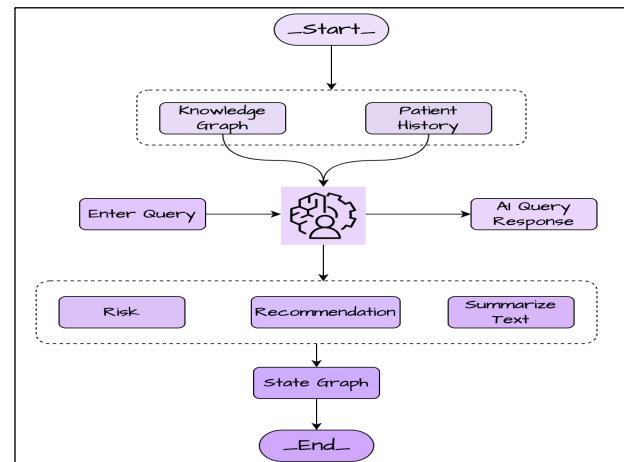 _Start_
Knowledge
Graph
Patient
History
Enter Query
AI Query
Response
Risk
Recommendation
Summarize
Text
State Graph
_End_